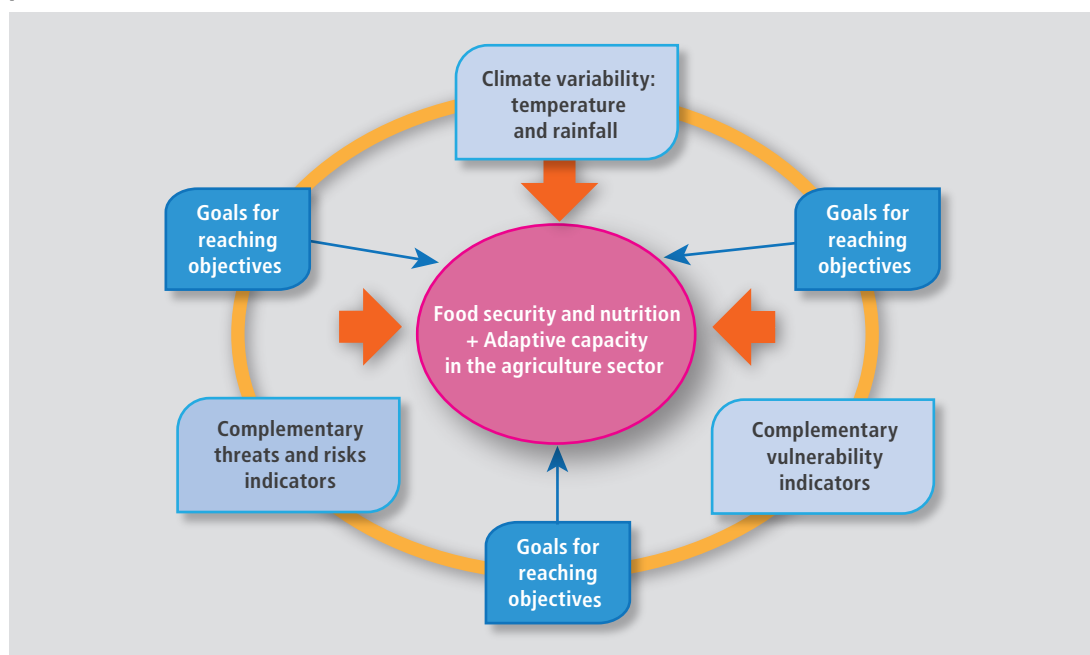 Climate variability:
temperature
and rainfall
Goals for
reaching
objectives
Goals for
reaching
objectives
Food security and nutrition
+ Adaptive capacity
in the agriculture sector
Complementary
threats and risks
indicators
Complementary
vulnerability
indicators
Goals for
reaching
objectives